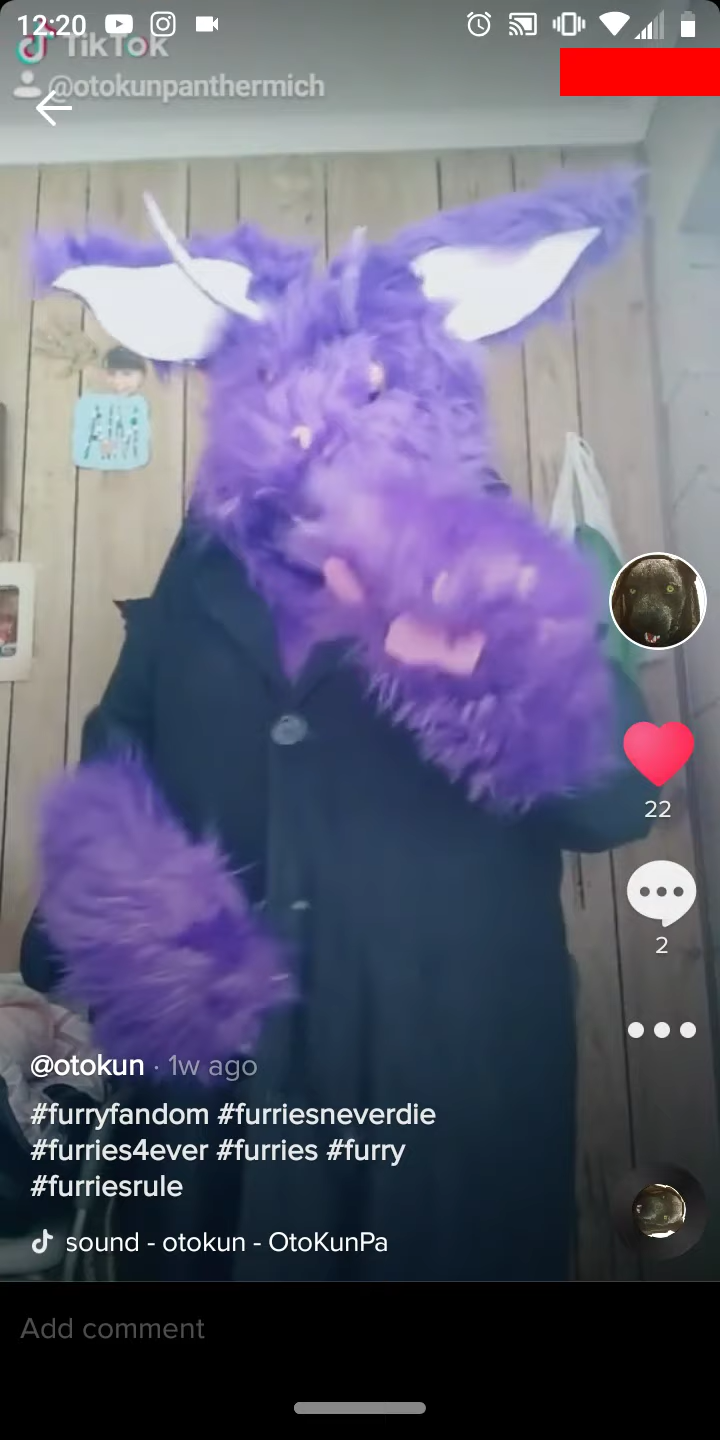 12:20
TikTok
@otokunpanthermich
22
2
@otokun · 1w ago
#furryfandom #furriesneverdie
#furries4ever #furries #furry
#furriesrule
sound - otokun - OtoKunPa
Add comment